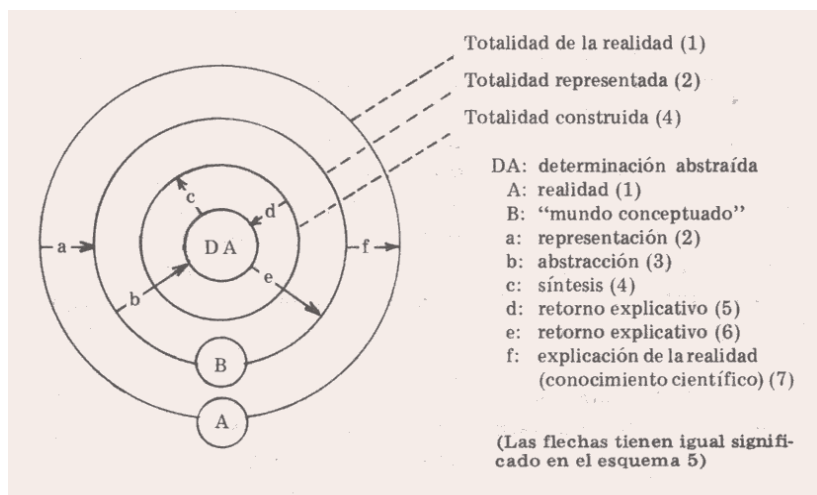 Totalidad de la realidad (1)
Totalidad representada (2)
Totalidad construida (4)
c
d
DA
a
f
b
e
B
A
DA: determinación abstraída
A: realidad (1)
B: “mundo conceptuado”
a: representación (2)
b: abstracción (3)
c: síntesis (4)
d: retorno explicativo (5)
e: retorno explicativo (6)
f: explicación de la realidad
(conocimiento científico) (7)
(Las flechas tienen igual signifi-
cado en el esquema 5)